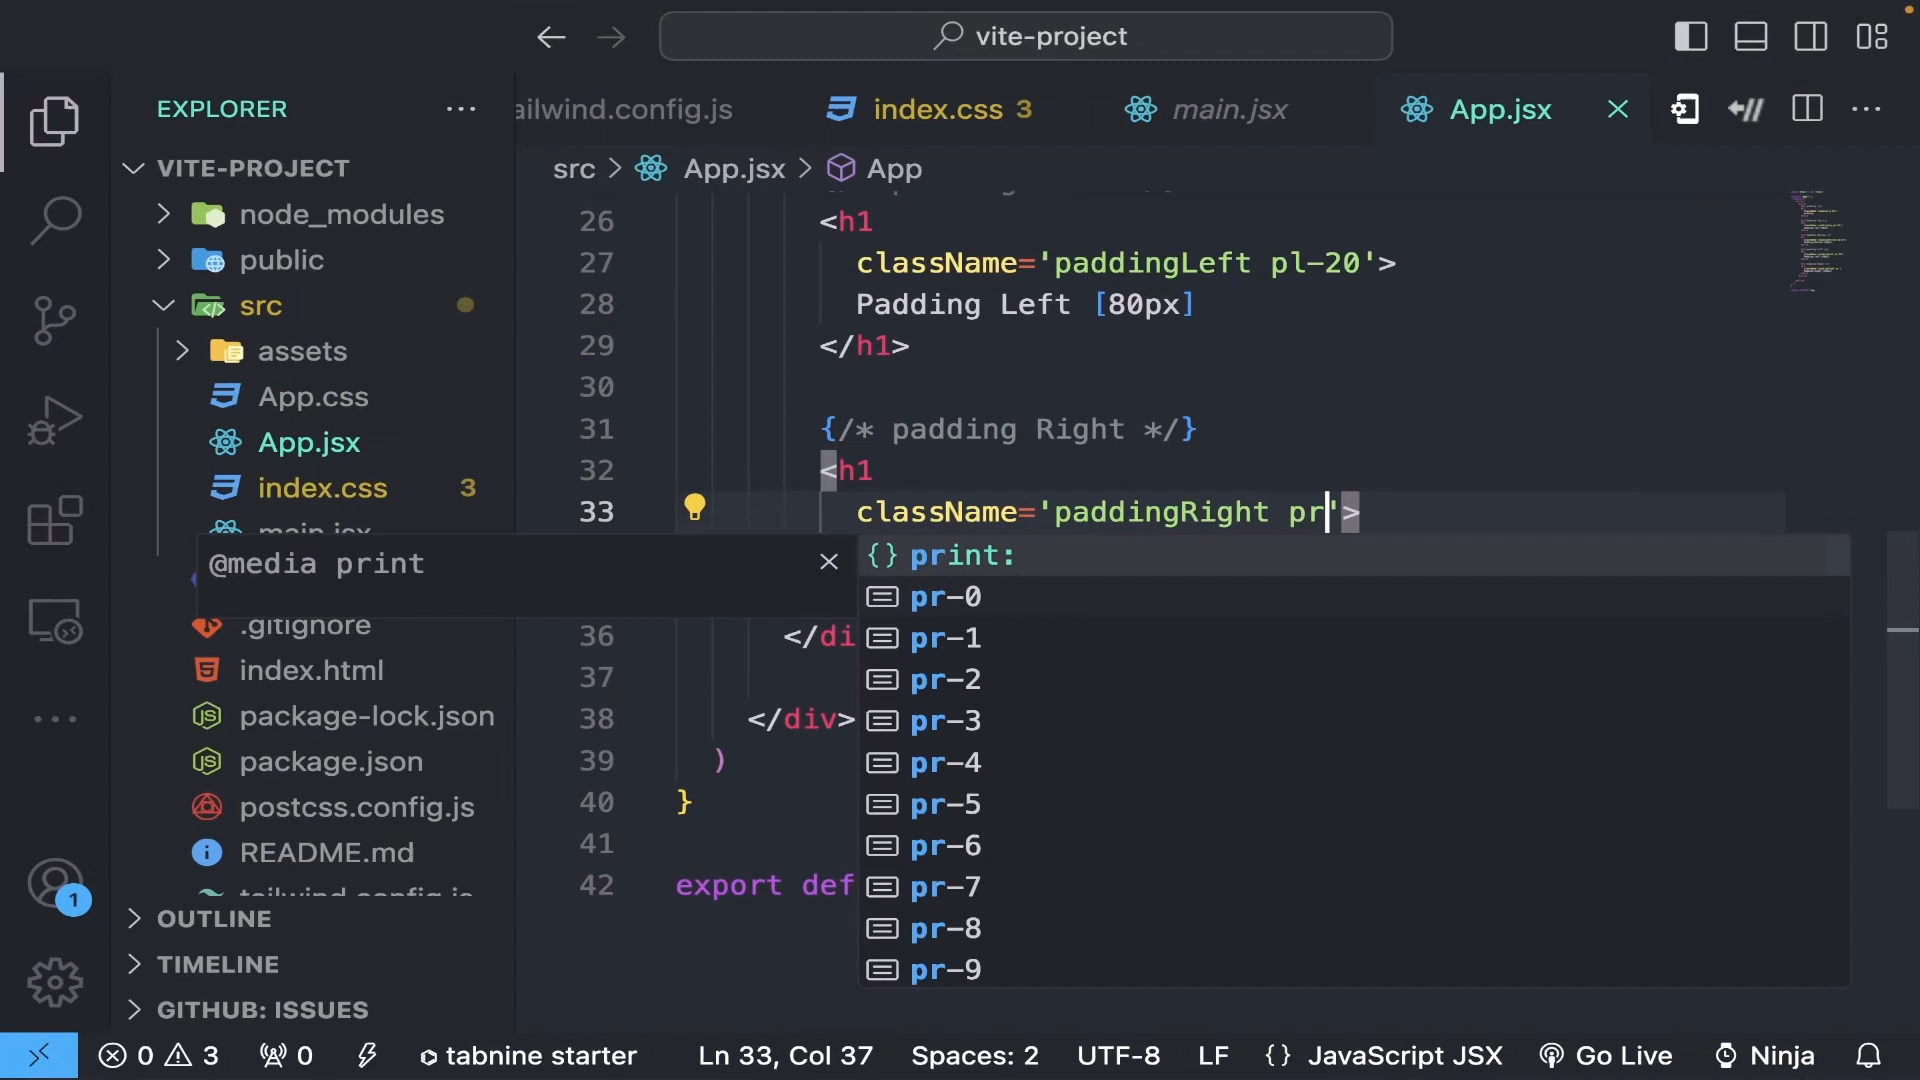 vite-project
EXPLORER
ailwind.config.js
index.css 3
main.jsx
App.jsx
src > App.jsx > App
VITE-PROJECT
node_modules
public
src
assets
App.css
App.jsx
index.css 3
main.jsx
.gitignore
index.html
package-lock.json
package.json
postcss.config.js
README.md
tailwind.config.js
OUTLINE
TIMELINE
GITHUB: ISSUES
1
26 <h1
27 className='paddingLeft pl-20'>
28 Padding Left [80px]
29 </h1>
30
31 {/* padding Right */}
32 <h1
33 className='paddingRight pr'>
@media print
print:
pr-0
pr-1
pr-2
pr-3
pr-4
pr-5
pr-6
pr-7
pr-8
pr-9
36 </di
37
38 </div>
39 )
40 }
41
42 export def
0 3 0 tabnine starter Ln 33, Col 37 Spaces: 2 UTF-8 LF {} JavaScript JSX Go Live Ninja